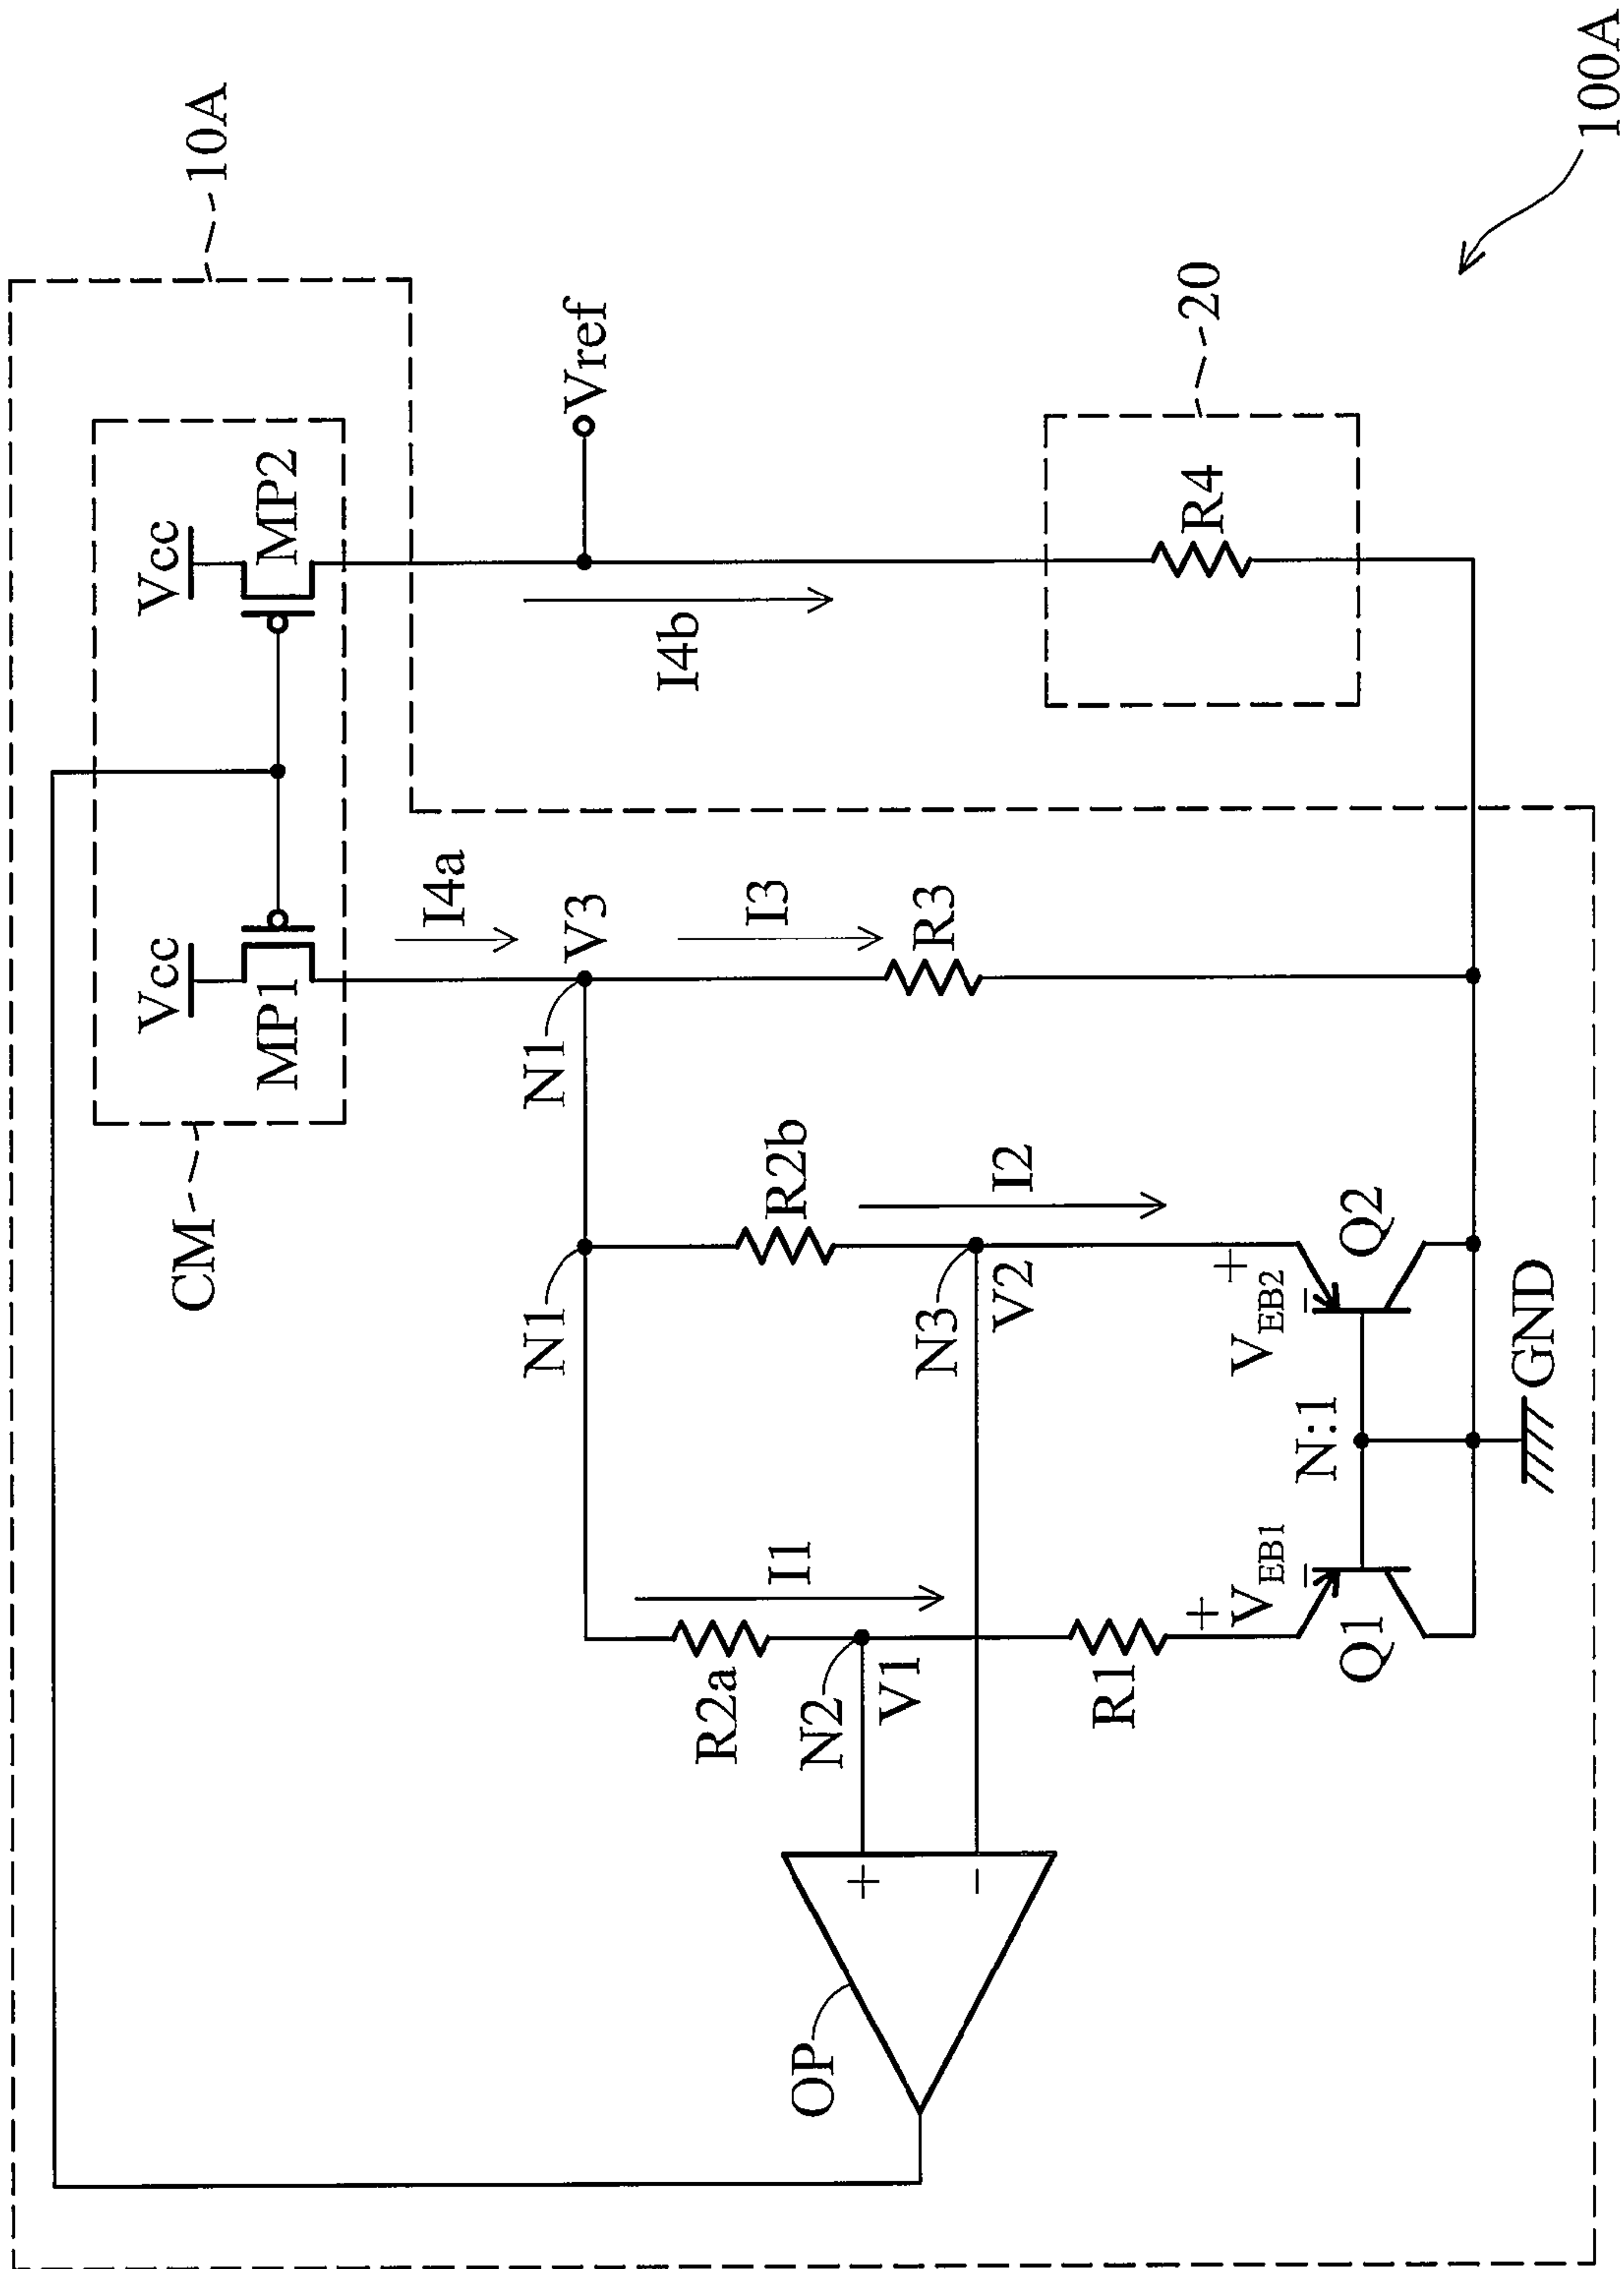 100A
10A
CM
Vcc
MP1
Vcc
MP2
I4a
I4b
Vref
N1
N1
V3
I3
R3
20
R4
R2a
I1
R2b
I2
N2
V1
N3
V2
OP
+
-
R1
+
VEB1
–
Q1
N:1
+
VEB2
–
Q2
GND